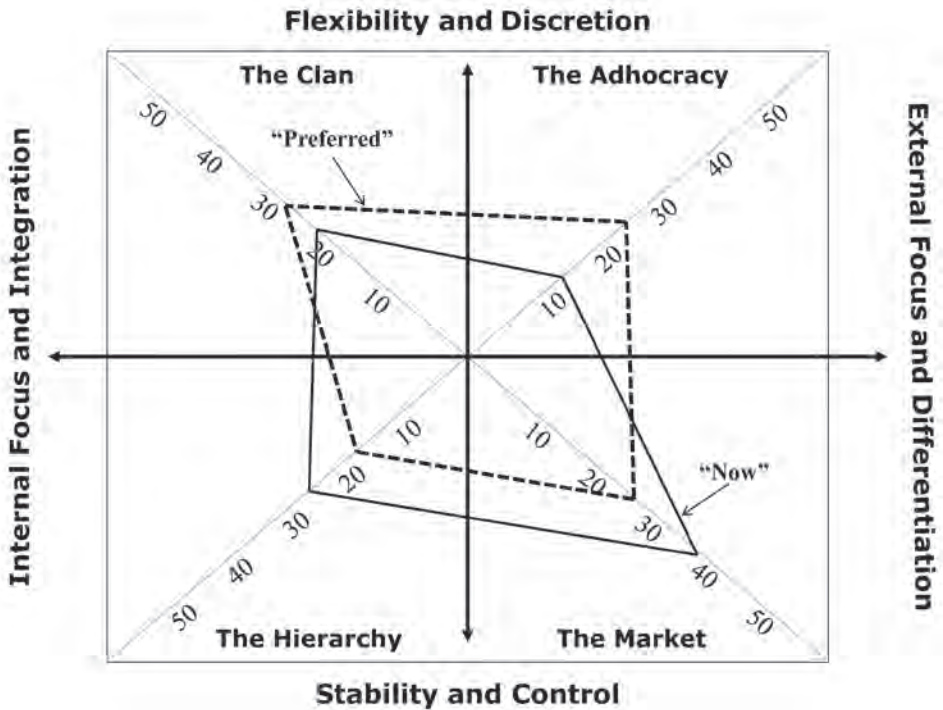 Flexibility and Discretion
The Clan
The Adhocracy
50
50
"Preferred"
40
40
30
30
20
20
10
10
Internal Focus and Integration
External Focus and Differentiation
10
10
20
20
"Now"
30
30
40
40
50
50
The Hierarchy
The Market
Stability and Control